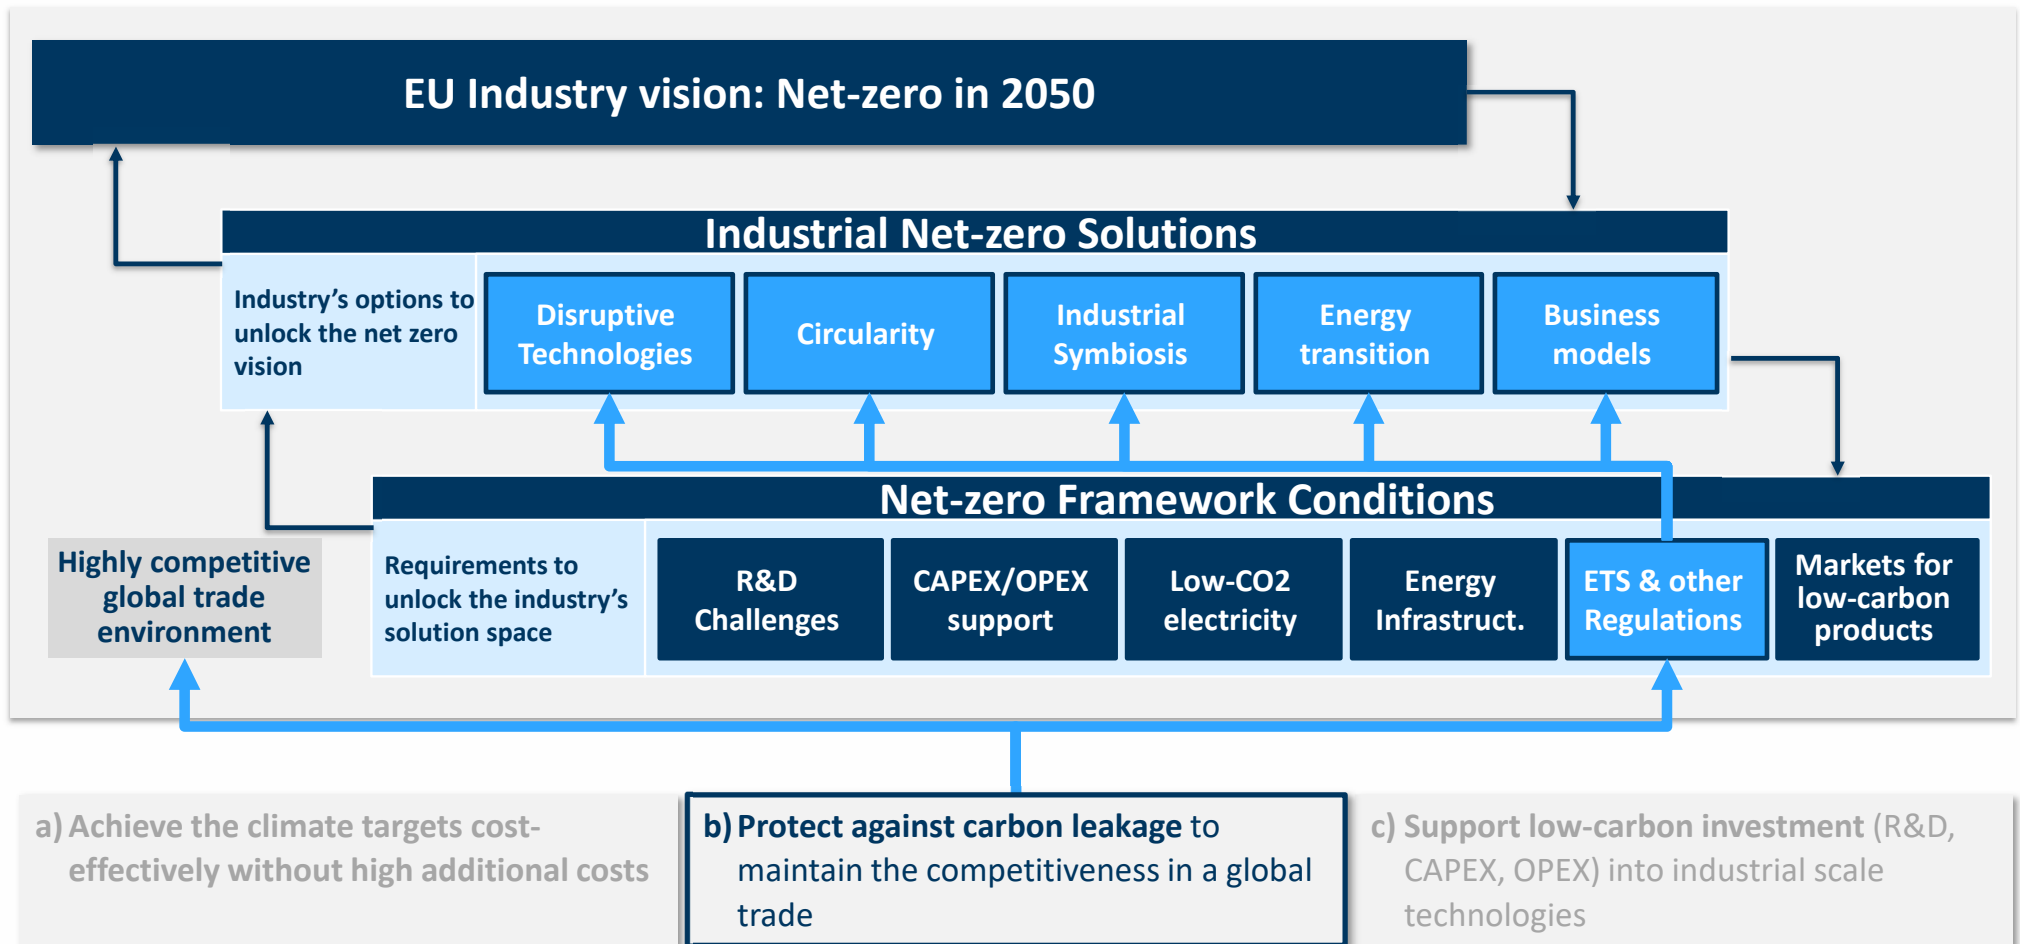 EU Industry vision: Net-zero in 2050
Industrial Net-zero Solutions
Industry's options to
unlock the net zero
vision
Disruptive
Technologies
Circularity
Industrial
Symbiosis
Energy
transition
Business
models
Net-zero Framework Conditions
Highly competitive
global trade
environment
Requirements to
unlock the industry's
solution space
R&D
Challenges
CAPEX/OPEX
support
Low-CO2
electricity
Energy
Infrastruct.
ETS & other
Regulations
Markets for
low-carbon
products
a) Achieve the climate targets cost-
effectively without high additional costs
b) Protect against carbon leakage to
maintain the competitiveness in a global
trade
c) Support low-carbon investment (R&D,
CAPEX, OPEX) into industrial scale
technologies